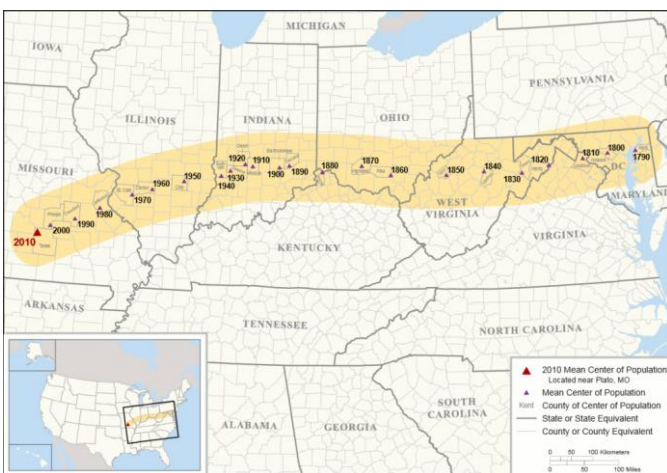 MICHIGAN
IOWA
PENNSYLVANIA
ILLINOIS
INDIANA
OHIO
MISSOURI
WEST
VIRGINIA
DC
MARYLAND
KENTUCKY
VIRGINIA
ARKANSAS
TENNESSEE
NORTH CAROLINA
ALABAMA
GEORGIA
SOUTH
CAROLINA
2010
2000
1990
1980
1970
1960
1950
1940
1930
1920
1910
1900
1890
1880
1870
1860
1850
1840
1830
1820
1810
1800
1790
2010 Mean Center of Population
Located near Plato, MO
Mean Center of Population
Kent County of Center of Population
State or State Equivalent
County or County Equivalent
0 50 100 Kilometers
0 50 100 Miles